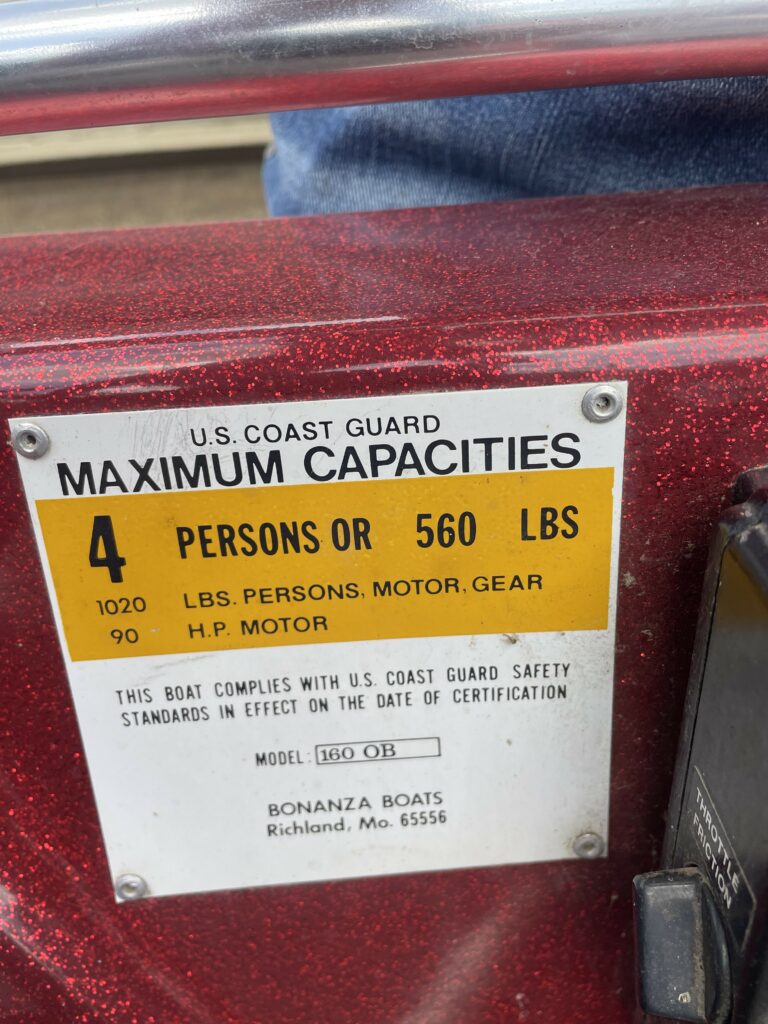 U.S. COAST GUARD
MAXIMUM CAPACITIES
4 PERSONS OR 560 LBS
1020 LBS. PERSONS, MOTOR, GEAR
90 H.P. MOTOR
THIS BOAT COMPLIES WITH U.S. COAST GUARD SAFETY
STANDARDS IN EFFECT ON THE DATE OF CERTIFICATION
MODEL: 160 OB
BONANZA BOATS
Richland, Mo. 65556
THROTTLE
FRICTION